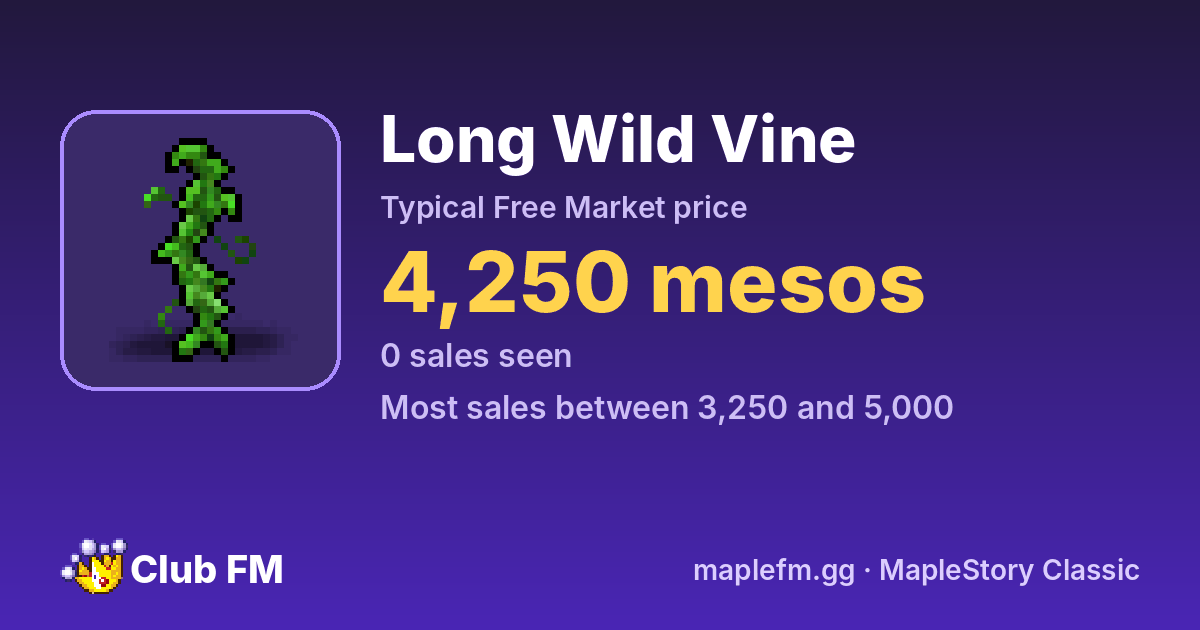 Long Wild Vine
Typical Free Market price
4,250 mesos
0 sales seen
Most sales between 3,250 and 5,000
Club FM
maplefm.gg · MapleStory Classic